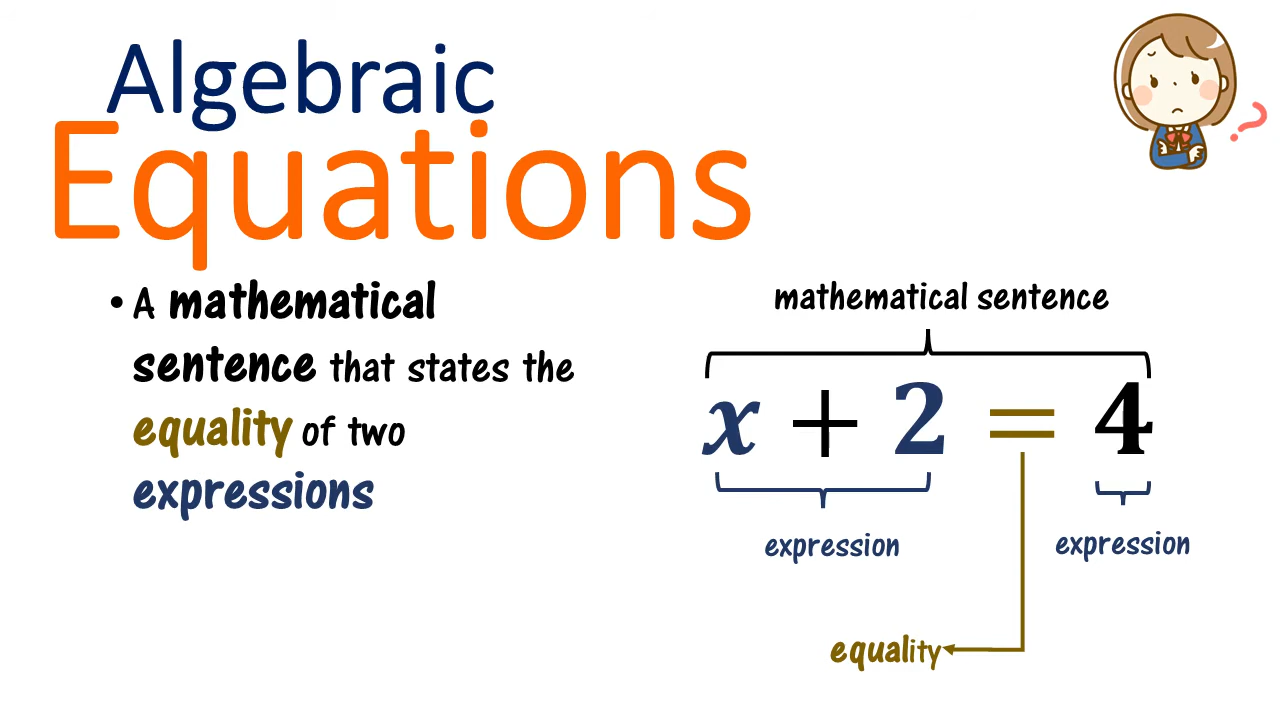 Algebraic
Equations
• A mathematical
sentence that states the
equality of two
expressions
mathematical sentence
x + 2 = 4
expression
expression
equality
?